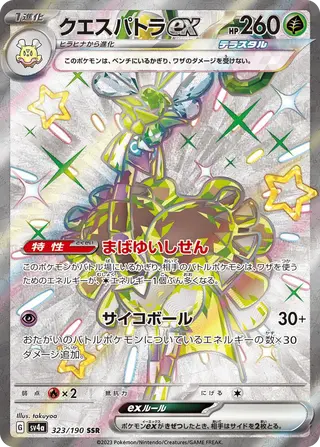 1進化
クエスパトラex
HP260
ヒラヒナから進化
テラスタル
このポケモンは、ベンチにいるかぎり、ワザのダメージを受けない。
特性 まばゆいしせん
このポケモンがバトル場にいるかぎり、相手のバトルポケモンは、ワザを使う
ためのエネルギーが、エネルギー1個ぶん多くなる。
サイコボール 30+
おたがいのバトルポケモンについているエネルギーの数×30
ダメージ追加。
弱点 ×2 抵抗力 にげる
Illus. takuyoa
G sv4a 323/190 SSR
exルール
ポケモンexがきぜつしたとき、相手はサイドを2枚とる。
©2023 Pokémon/Nintendo/Creatures/GAME FREAK.